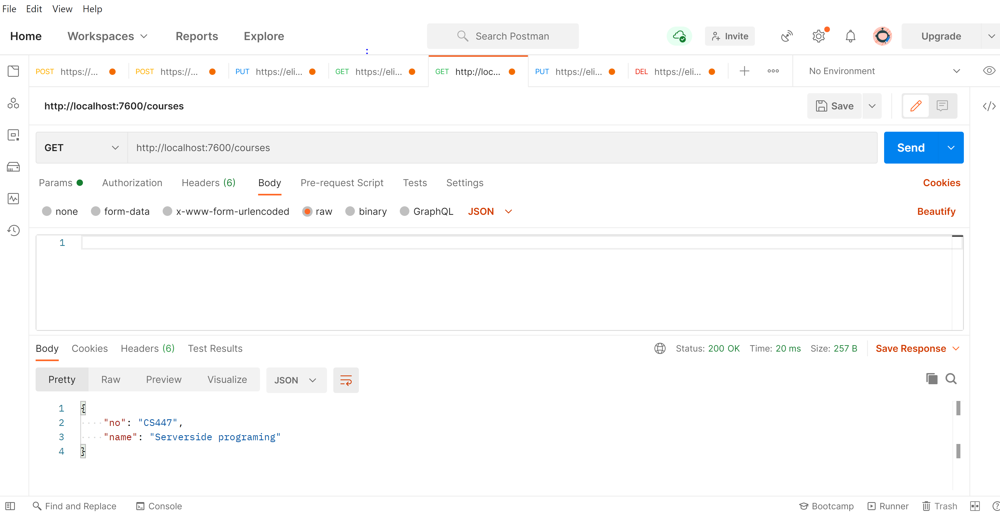 File Edit View Help
Home Workspaces Reports Explore Search Postman Invite Upgrade
:
POST https://... POST https://... PUT https://eli... GET https://eli... GET http://loc... PUT https://eli... DEL https://eli... No Environment
http://localhost:7600/courses Save
GET http://localhost:7600/courses Send
Params Authorization Headers (6) Body Pre-request Script Tests Settings Cookies
none form-data x-www-form-urlencoded raw binary GraphQL JSON Beautify
1
Body Cookies Headers (6) Test Results Status: 200 OK Time: 20 ms Size: 257 B Save Response
Pretty Raw Preview Visualize JSON
1 {
2 "no": "CS447",
3 "name": "Serverside programing"
4 }
Find and Replace Console Bootcamp Runner Trash